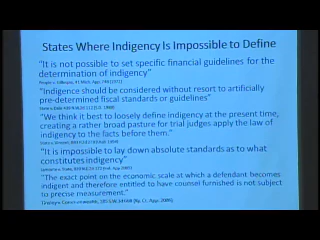 States Where Indigency Is Impossible to Define
“It is not possible to set specific financial guidelines for
the determination of indigency”
“Indigence should be considered without resort to artificially
pre-determined fiscal standards or guidelines”
“We think it best to loosely define indigency at the present time,
creating a rather broad pasture for trial judges apply the law of
indigency to the facts before them.”
“It is impossible to lay down absolute standards as to what
constitutes indigency”
“The exact point on the economic scale at which a defendant becomes
indigent and therefore entitled to have counsel furnished is not subject
to precise measurement.”